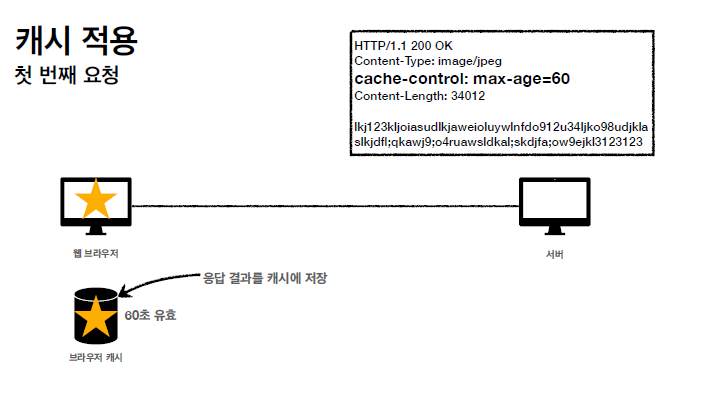 캐시 적용
첫 번째 요청
HTTP/1.1 200 OK
Content-Type: image/jpeg
cache-control: max-age=60
Content-Length: 34012
lkj123kljoiasudlkjaweioluywlnfdo912u34ljko98udjkla
slkjdfl;qkawj9;o4ruawsldkal;skdjfa;ow9ejkl3123123
웹 브라우저
서버
응답 결과를 캐시에 저장
60초 유효
브라우저 캐시